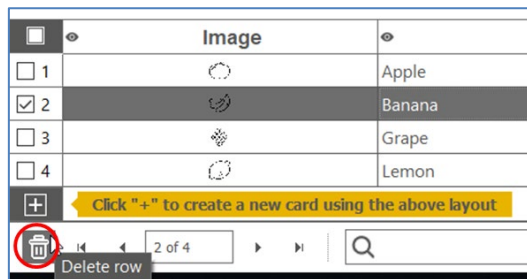 Image
1 Apple
2 Banana
3 Grape
4 Lemon
Click "+" to create a new card using the above layout
2 of 4
Delete row